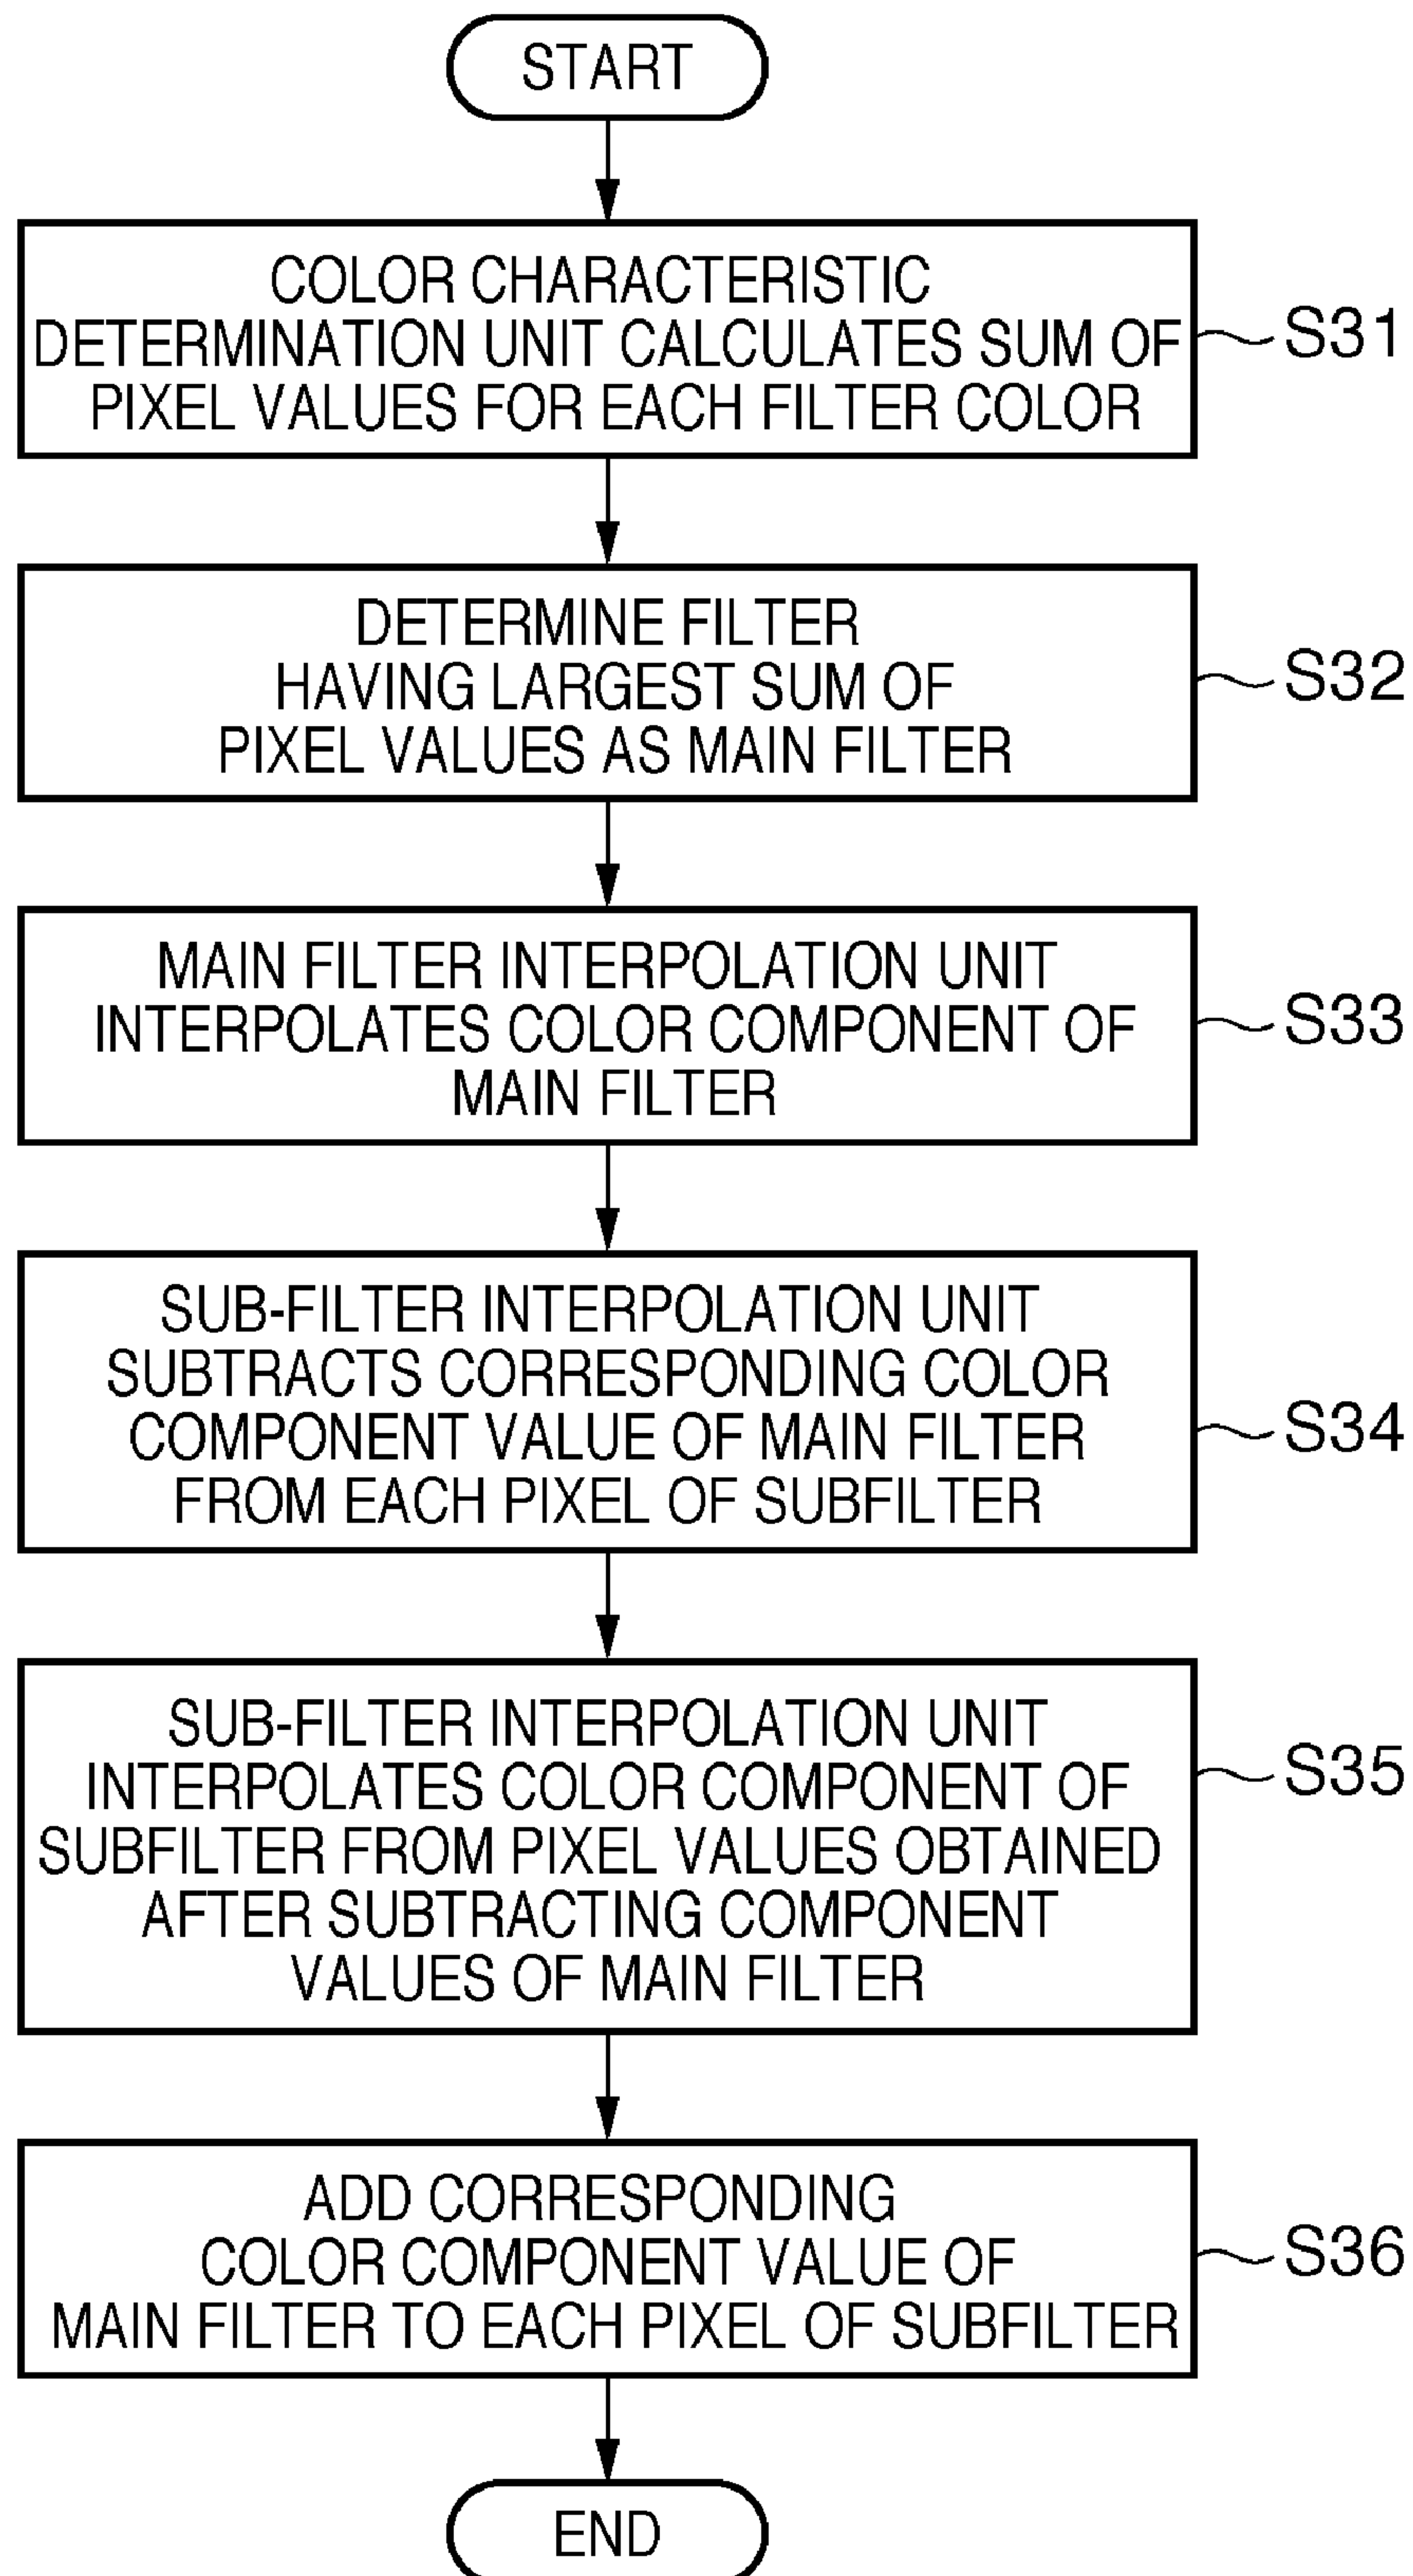 START
COLOR CHARACTERISTIC
DETERMINATION UNIT CALCULATES SUM OF
PIXEL VALUES FOR EACH FILTER COLOR
S31
DETERMINE FILTER
HAVING LARGEST SUM OF
PIXEL VALUES AS MAIN FILTER
S32
MAIN FILTER INTERPOLATION UNIT
INTERPOLATES COLOR COMPONENT OF
MAIN FILTER
S33
SUB-FILTER INTERPOLATION UNIT
SUBTRACTS CORRESPONDING COLOR
COMPONENT VALUE OF MAIN FILTER
FROM EACH PIXEL OF SUBFILTER
S34
SUB-FILTER INTERPOLATION UNIT
INTERPOLATES COLOR COMPONENT OF
SUBFILTER FROM PIXEL VALUES OBTAINED
AFTER SUBTRACTING COMPONENT
VALUES OF MAIN FILTER
S35
ADD CORRESPONDING
COLOR COMPONENT VALUE OF
MAIN FILTER TO EACH PIXEL OF SUBFILTER
S36
END